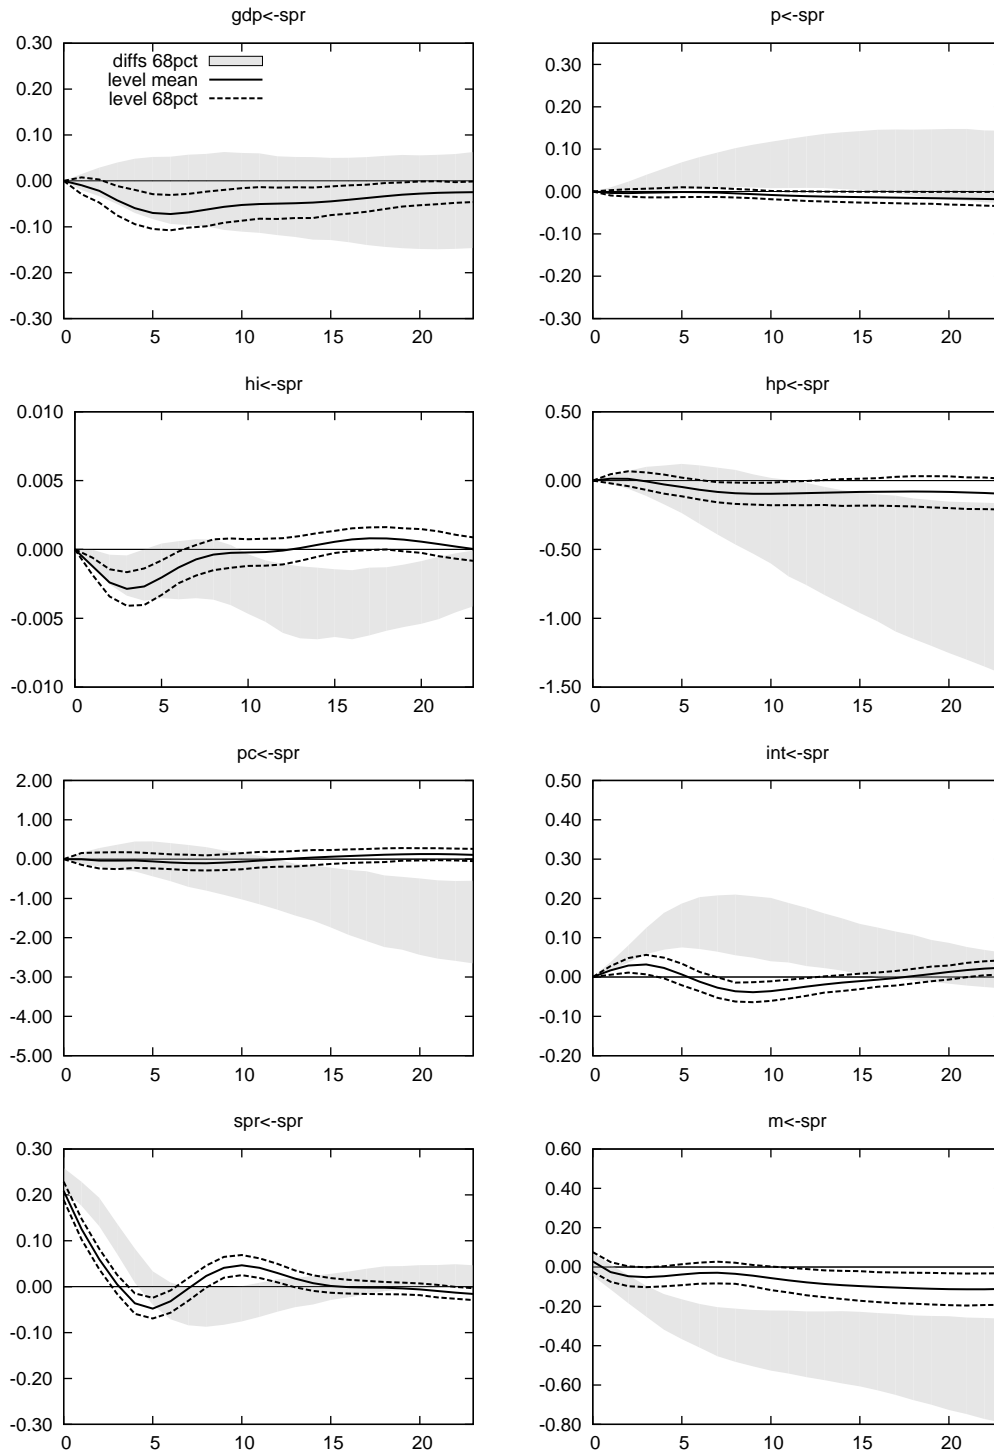 gdp<-spr
0.30
0.20
0.10
0.00
-0.10
-0.20
-0.30
0 5 10 15 20
diffs 68pct
level mean
level 68pct
p<-spr
0.30
0.20
0.10
0.00
-0.10
-0.20
-0.30
0 5 10 15 20
hi<-spr
0.010
0.005
0.000
-0.005
-0.010
0 5 10 15 20
hp<-spr
0.50
0.00
-0.50
-1.00
-1.50
0 5 10 15 20
pc<-spr
2.00
1.00
0.00
-1.00
-2.00
-3.00
-4.00
-5.00
0 5 10 15 20
int<-spr
0.50
0.40
0.30
0.20
0.10
0.00
-0.10
-0.20
0 5 10 15 20
spr<-spr
0.30
0.20
0.10
0.00
-0.10
-0.20
-0.30
0 5 10 15 20
m<-spr
0.60
0.40
0.20
0.00
-0.20
-0.40
-0.60
-0.80
0 5 10 15 20